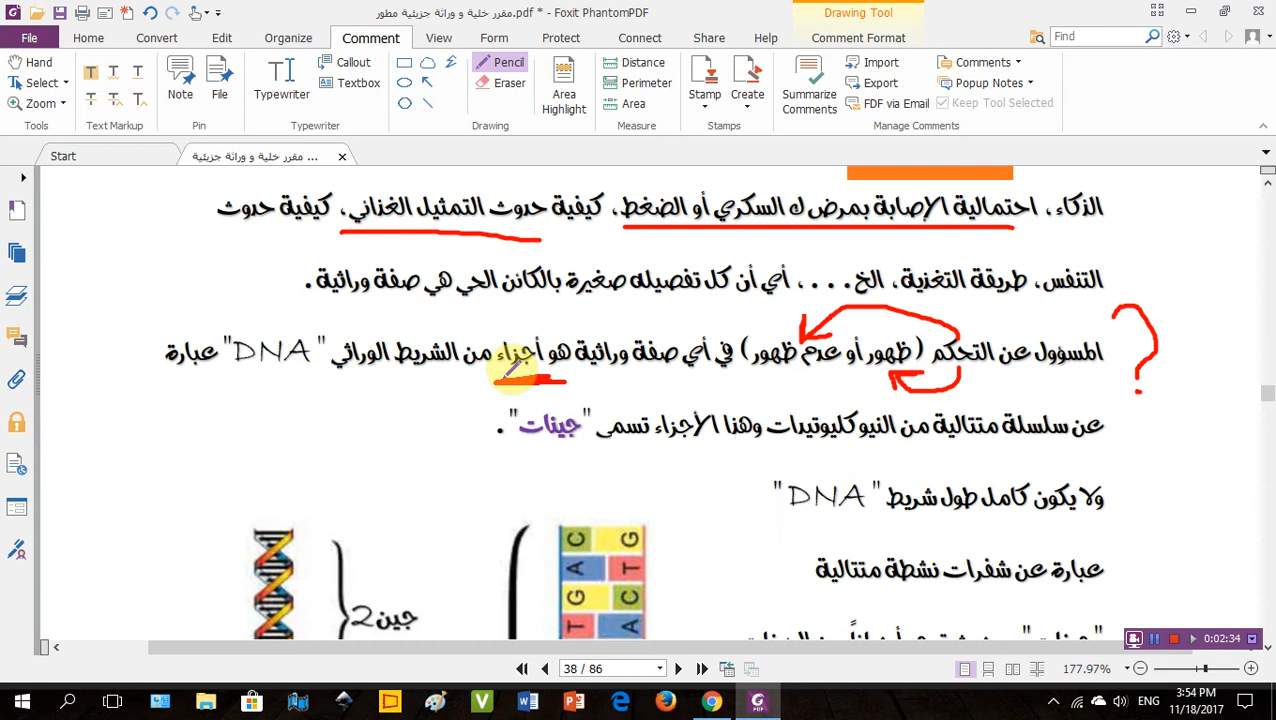 مقرر خلية و وراثة جزيئية مطور.pdf * - Foxit PhantomPDF
Drawing Tool
File Home Convert Edit Organize Comment View Form Protect Connect Share Help Comment Format Find
Hand
Select
Zoom
Tools
Text Markup
Note
File
Pin
Typewriter
Callout
Textbox
Typewriter
Pencil
Eraser
Drawing
Area Highlight
Distance
Perimeter
Area
Measure
Stamp
Create
Stamps
Summarize Comments
Import
Export
FDF via Email
Comments
Popup Notes
Keep Tool Selected
Manage Comments
Start
مقرر خلية و وراثة جزيئية ...
الذكاء، احتمالية الإصابة بمرض ك السكري أو الضغط، كيفية حدوث التمثيل الغذائي، كيفية حدوث
التنفس، طريقة التغذية، الخ....، أي أن كل تفصيله صغيرة بالكائن الحي هي صفة وراثية .
المسؤول عن التحكم ( ظهور أو عدم ظهور ) في أي صفة وراثية هو أجزاء من الشريط الوراثي "DNA" عبارة
?
عن سلسلة متتالية من النيوكليوتيدات وهذا الأجزاء تسمى "جينات" .
ولا يكون كامل طول شريط "DNA"
عبارة عن شفرات نشطة متتالية
جين2
C G
A T
G C
T A
0:02:34
38 / 86
177.97%
ENG
3:54 PM
11/18/2017